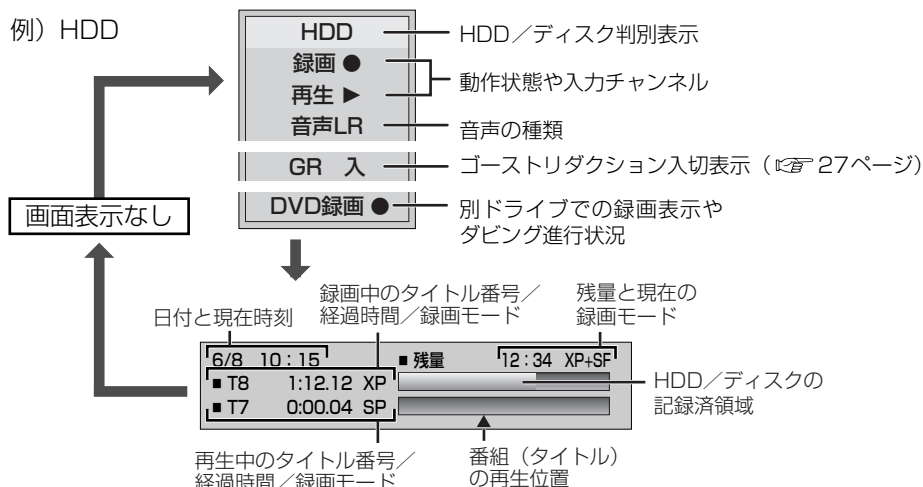 例）HDD
HDD
HDD／ディスク判別表示
録画 ●
再生 ▶
動作状態や入力チャンネル
音声LR
音声の種類
GR 入
ゴーストリダクション入切表示（☞27ページ）
DVD録画 ●
別ドライブでの録画表示や
ダビング進行状況
画面表示なし
日付と現在時刻
録画中のタイトル番号／
経過時間／録画モード
残量と現在の
録画モード
6/8 10：15
■ 残量
12：34 XP+SF
■ T8 1:12.12 XP
■ T7 0:00.04 SP
HDD／ディスクの
記録済領域
再生中のタイトル番号／
経過時間／録画モード
番組（タイトル）
の再生位置